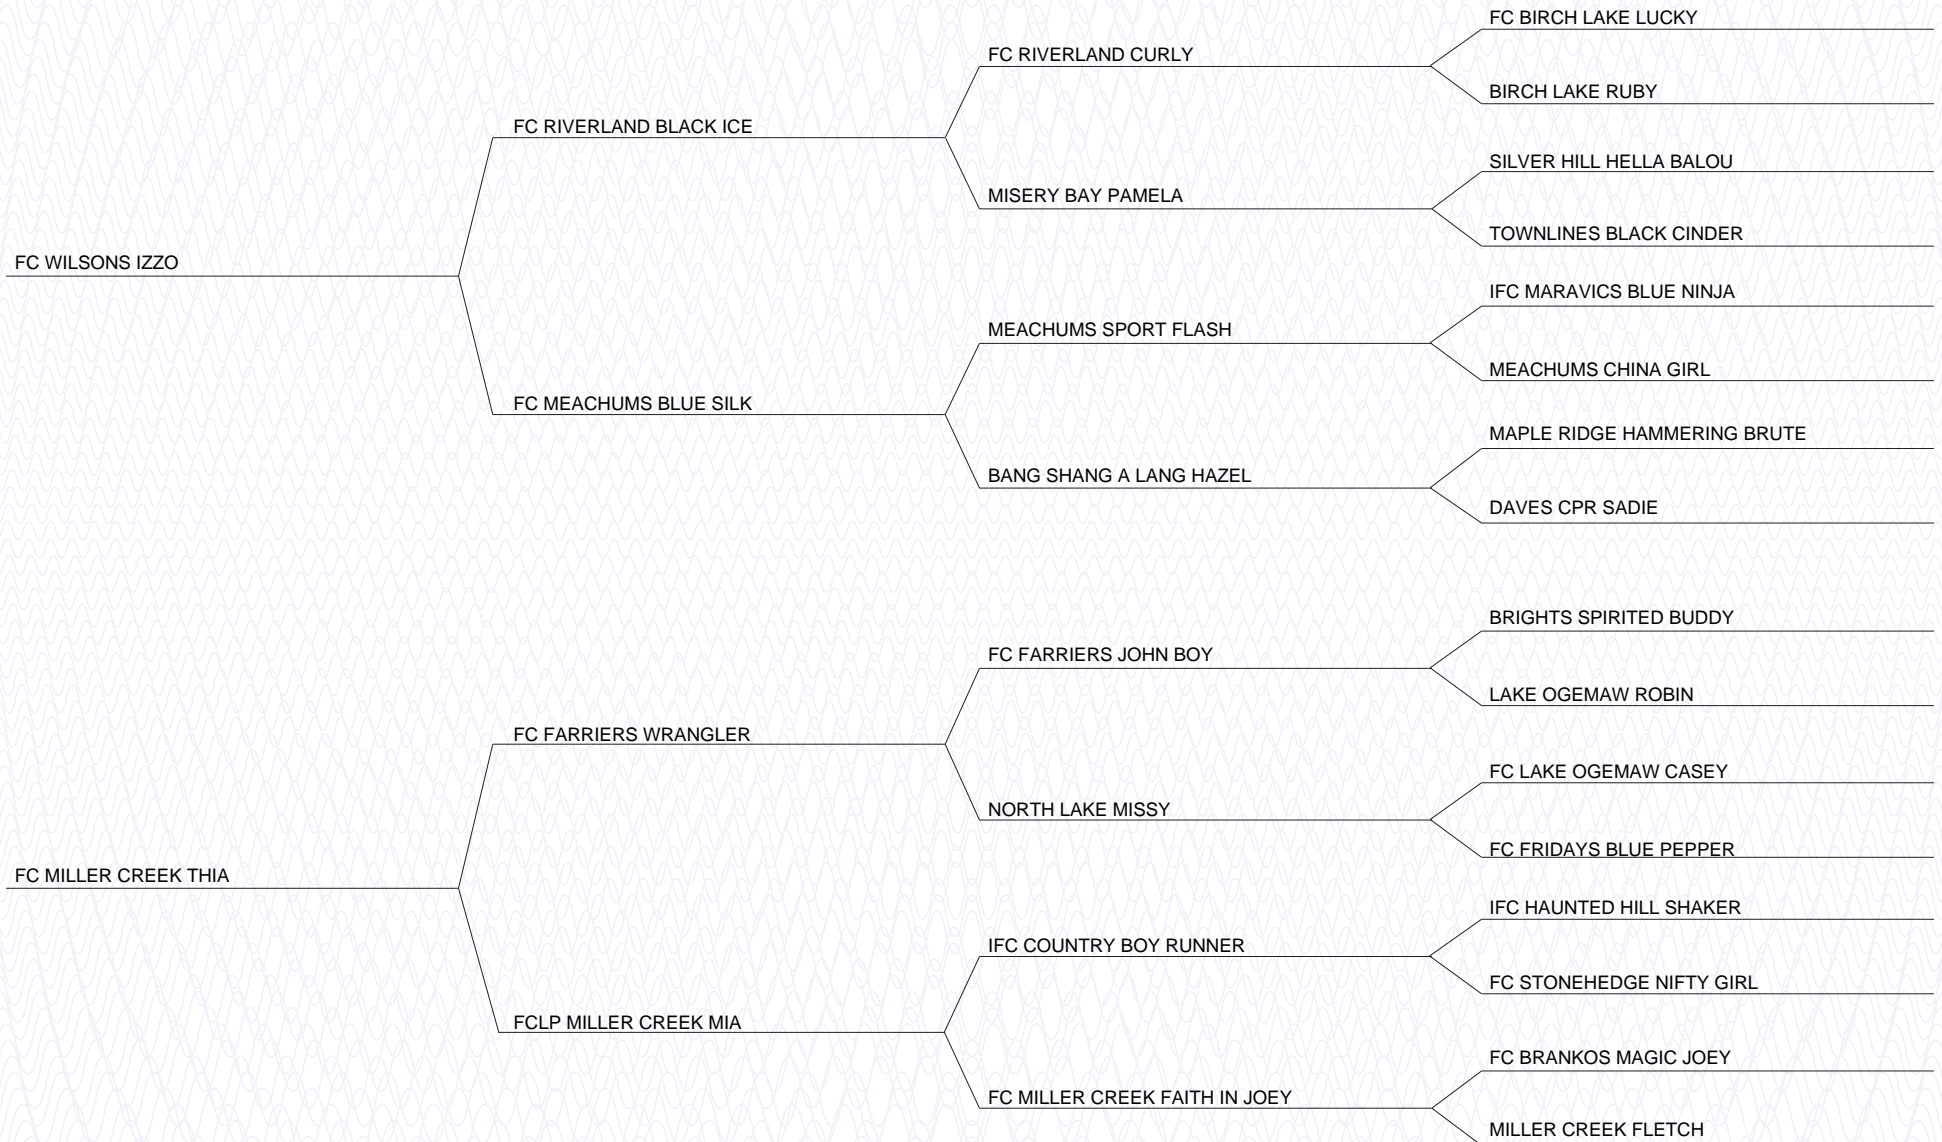 FC BIRCH LAKE LUCKY
FC RIVERLAND CURLY
BIRCH LAKE RUBY
FC RIVERLAND BLACK ICE
SILVER HILL HELLA BALOU
MISERY BAY PAMELA
TOWNLINES BLACK CINDER
FC WILSONS IZZO
IFC MARAVICS BLUE NINJA
MEACHUMS SPORT FLASH
MEACHUMS CHINA GIRL
FC MEACHUMS BLUE SILK
MAPLE RIDGE HAMMERING BRUTE
BANG SHANG A LANG HAZEL
DAVES CPR SADIE
BRIGHTS SPIRITED BUDDY
FC FARRIERS JOHN BOY
LAKE OGEMAW ROBIN
FC FARRIERS WRANGLER
FC LAKE OGEMAW CASEY
NORTH LAKE MISSY
FC FRIDAYS BLUE PEPPER
FC MILLER CREEK THIA
IFC HAUNTED HILL SHAKER
IFC COUNTRY BOY RUNNER
FC STONEHEDGE NIFTY GIRL
FCLP MILLER CREEK MIA
FC BRANKOS MAGIC JOEY
FC MILLER CREEK FAITH IN JOEY
MILLER CREEK FLETCH